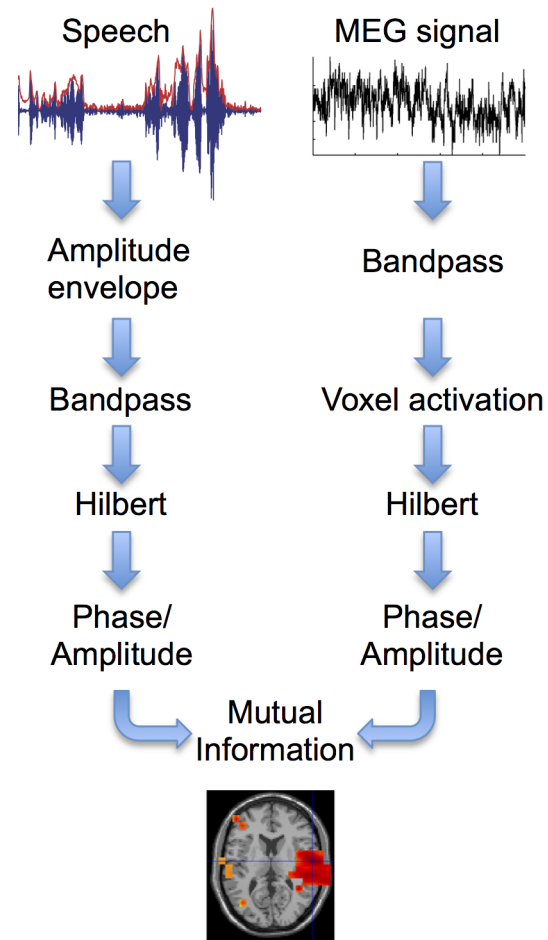 Speech
MEG signal
Amplitude
envelope
Bandpass
Bandpass
Voxel activation
Hilbert
Hilbert
Phase/
Amplitude
Phase/
Amplitude
Mutual
Information